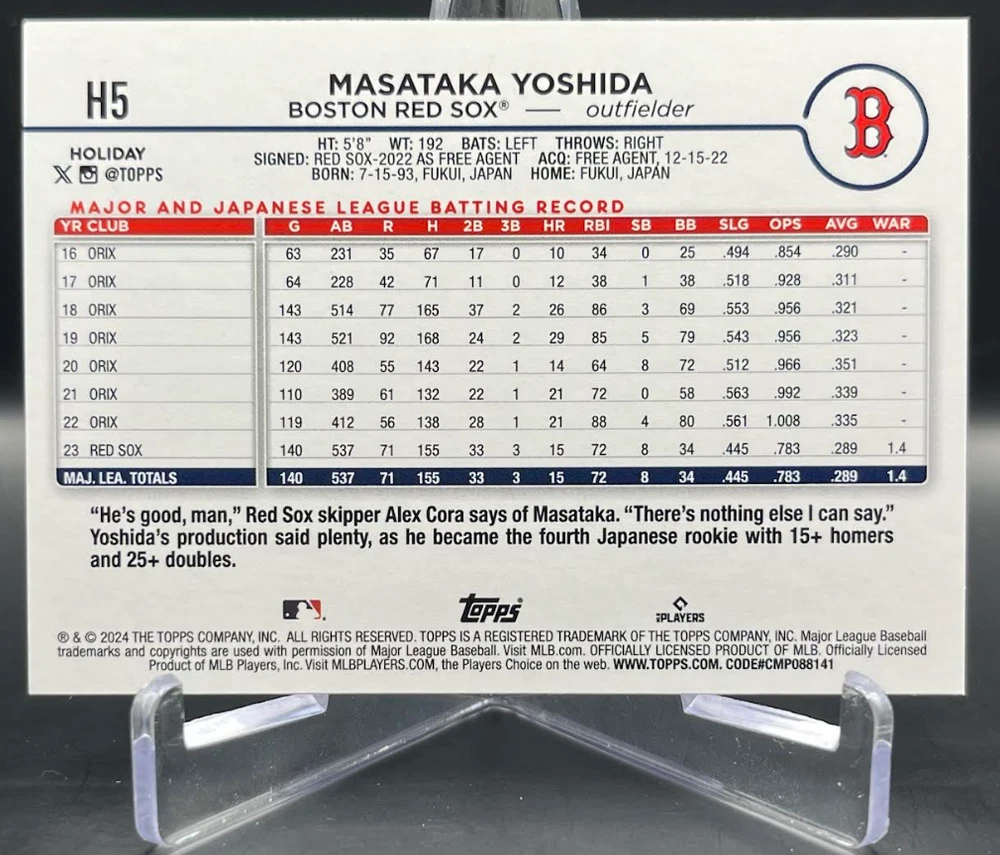 H5
MASATAKA YOSHIDA
BOSTON RED SOX® — outfielder
B
HOLIDAY
@TOPPS
HT: 5'8" WT: 192 BATS: LEFT THROWS: RIGHT
SIGNED: RED SOX-2022 AS FREE AGENT ACQ: FREE AGENT, 12-15-22
BORN: 7-15-93, FUKUI, JAPAN HOME: FUKUI, JAPAN
MAJOR AND JAPANESE LEAGUE BATTING RECORD
YR CLUB G AB R H 2B 3B HR RBI SB BB SLG OPS AVG WAR
16 ORIX 63 231 35 67 17 0 10 34 0 25 .494 .854 .290 -
17 ORIX 64 228 42 71 11 0 12 38 1 38 .518 .928 .311 -
18 ORIX 143 514 77 165 37 2 26 86 3 69 .553 .956 .321 -
19 ORIX 143 521 92 168 24 2 29 85 5 79 .543 .956 .323 -
20 ORIX 120 408 55 143 22 1 14 64 8 72 .512 .966 .351 -
21 ORIX 110 389 61 132 22 1 21 72 0 58 .563 .992 .339 -
22 ORIX 119 412 56 138 28 1 21 88 4 80 .561 1.008 .335 -
23 RED SOX 140 537 71 155 33 3 15 72 8 34 .445 .783 .289 1.4
MAJ. LEA. TOTALS 140 537 71 155 33 3 15 72 8 34 .445 .783 .289 1.4
“He's good, man,” Red Sox skipper Alex Cora says of Masataka. “There's nothing else I can say.”
Yoshida's production said plenty, as he became the fourth Japanese rookie with 15+ homers
and 25+ doubles.
TOPPS®
PLAYERS
® & © 2024 THE TOPPS COMPANY, INC. ALL RIGHTS RESERVED. TOPPS IS A REGISTERED TRADEMARK OF THE TOPPS COMPANY, INC. Major League Baseball
trademarks and copyrights are used with permission of Major League Baseball. Visit MLB.com. OFFICIALLY LICENSED PRODUCT OF MLB. Officially Licensed
Product of MLB Players, Inc. Visit MLBPLAYERS.COM, the Players Choice on the web. WWW.TOPPS.COM. CODE#CMP088141